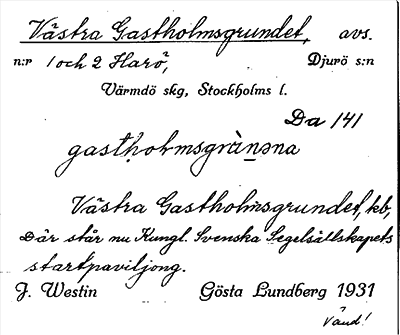 Västra Gastholmsgrundet, avs.
n:r 1 och 2 Harö, Djurö s:n
Värmdö skg, Stockholms l.
Da 141
gastholmsgrànəna
Västra Gastholmsgrundet, kb,
Där står nu Kungl. Svenska Segelsällskapets
startpaviljong.
J. Westin Gösta Lundberg 1931
Vänd!